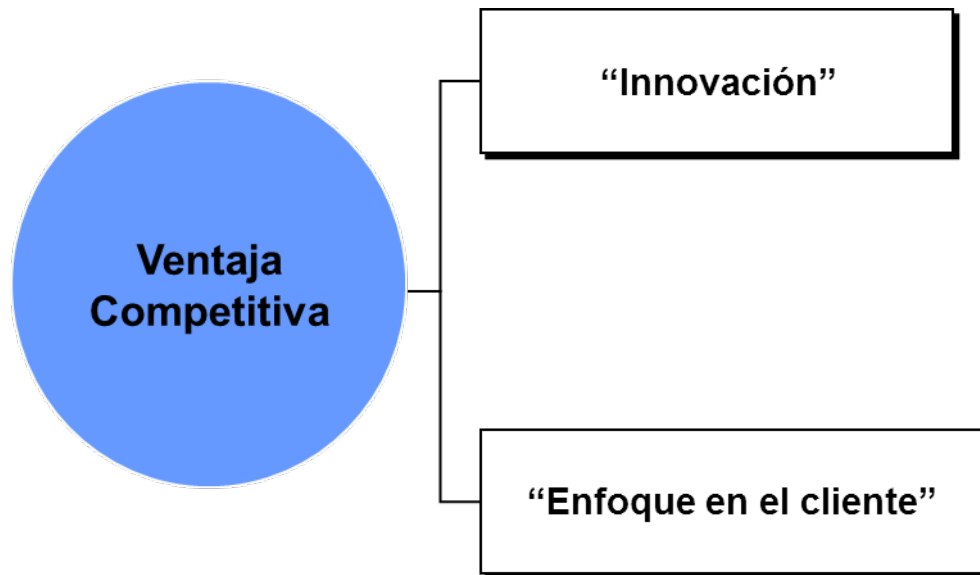 “Innovación”
Ventaja
Competitiva
“Enfoque en el cliente”